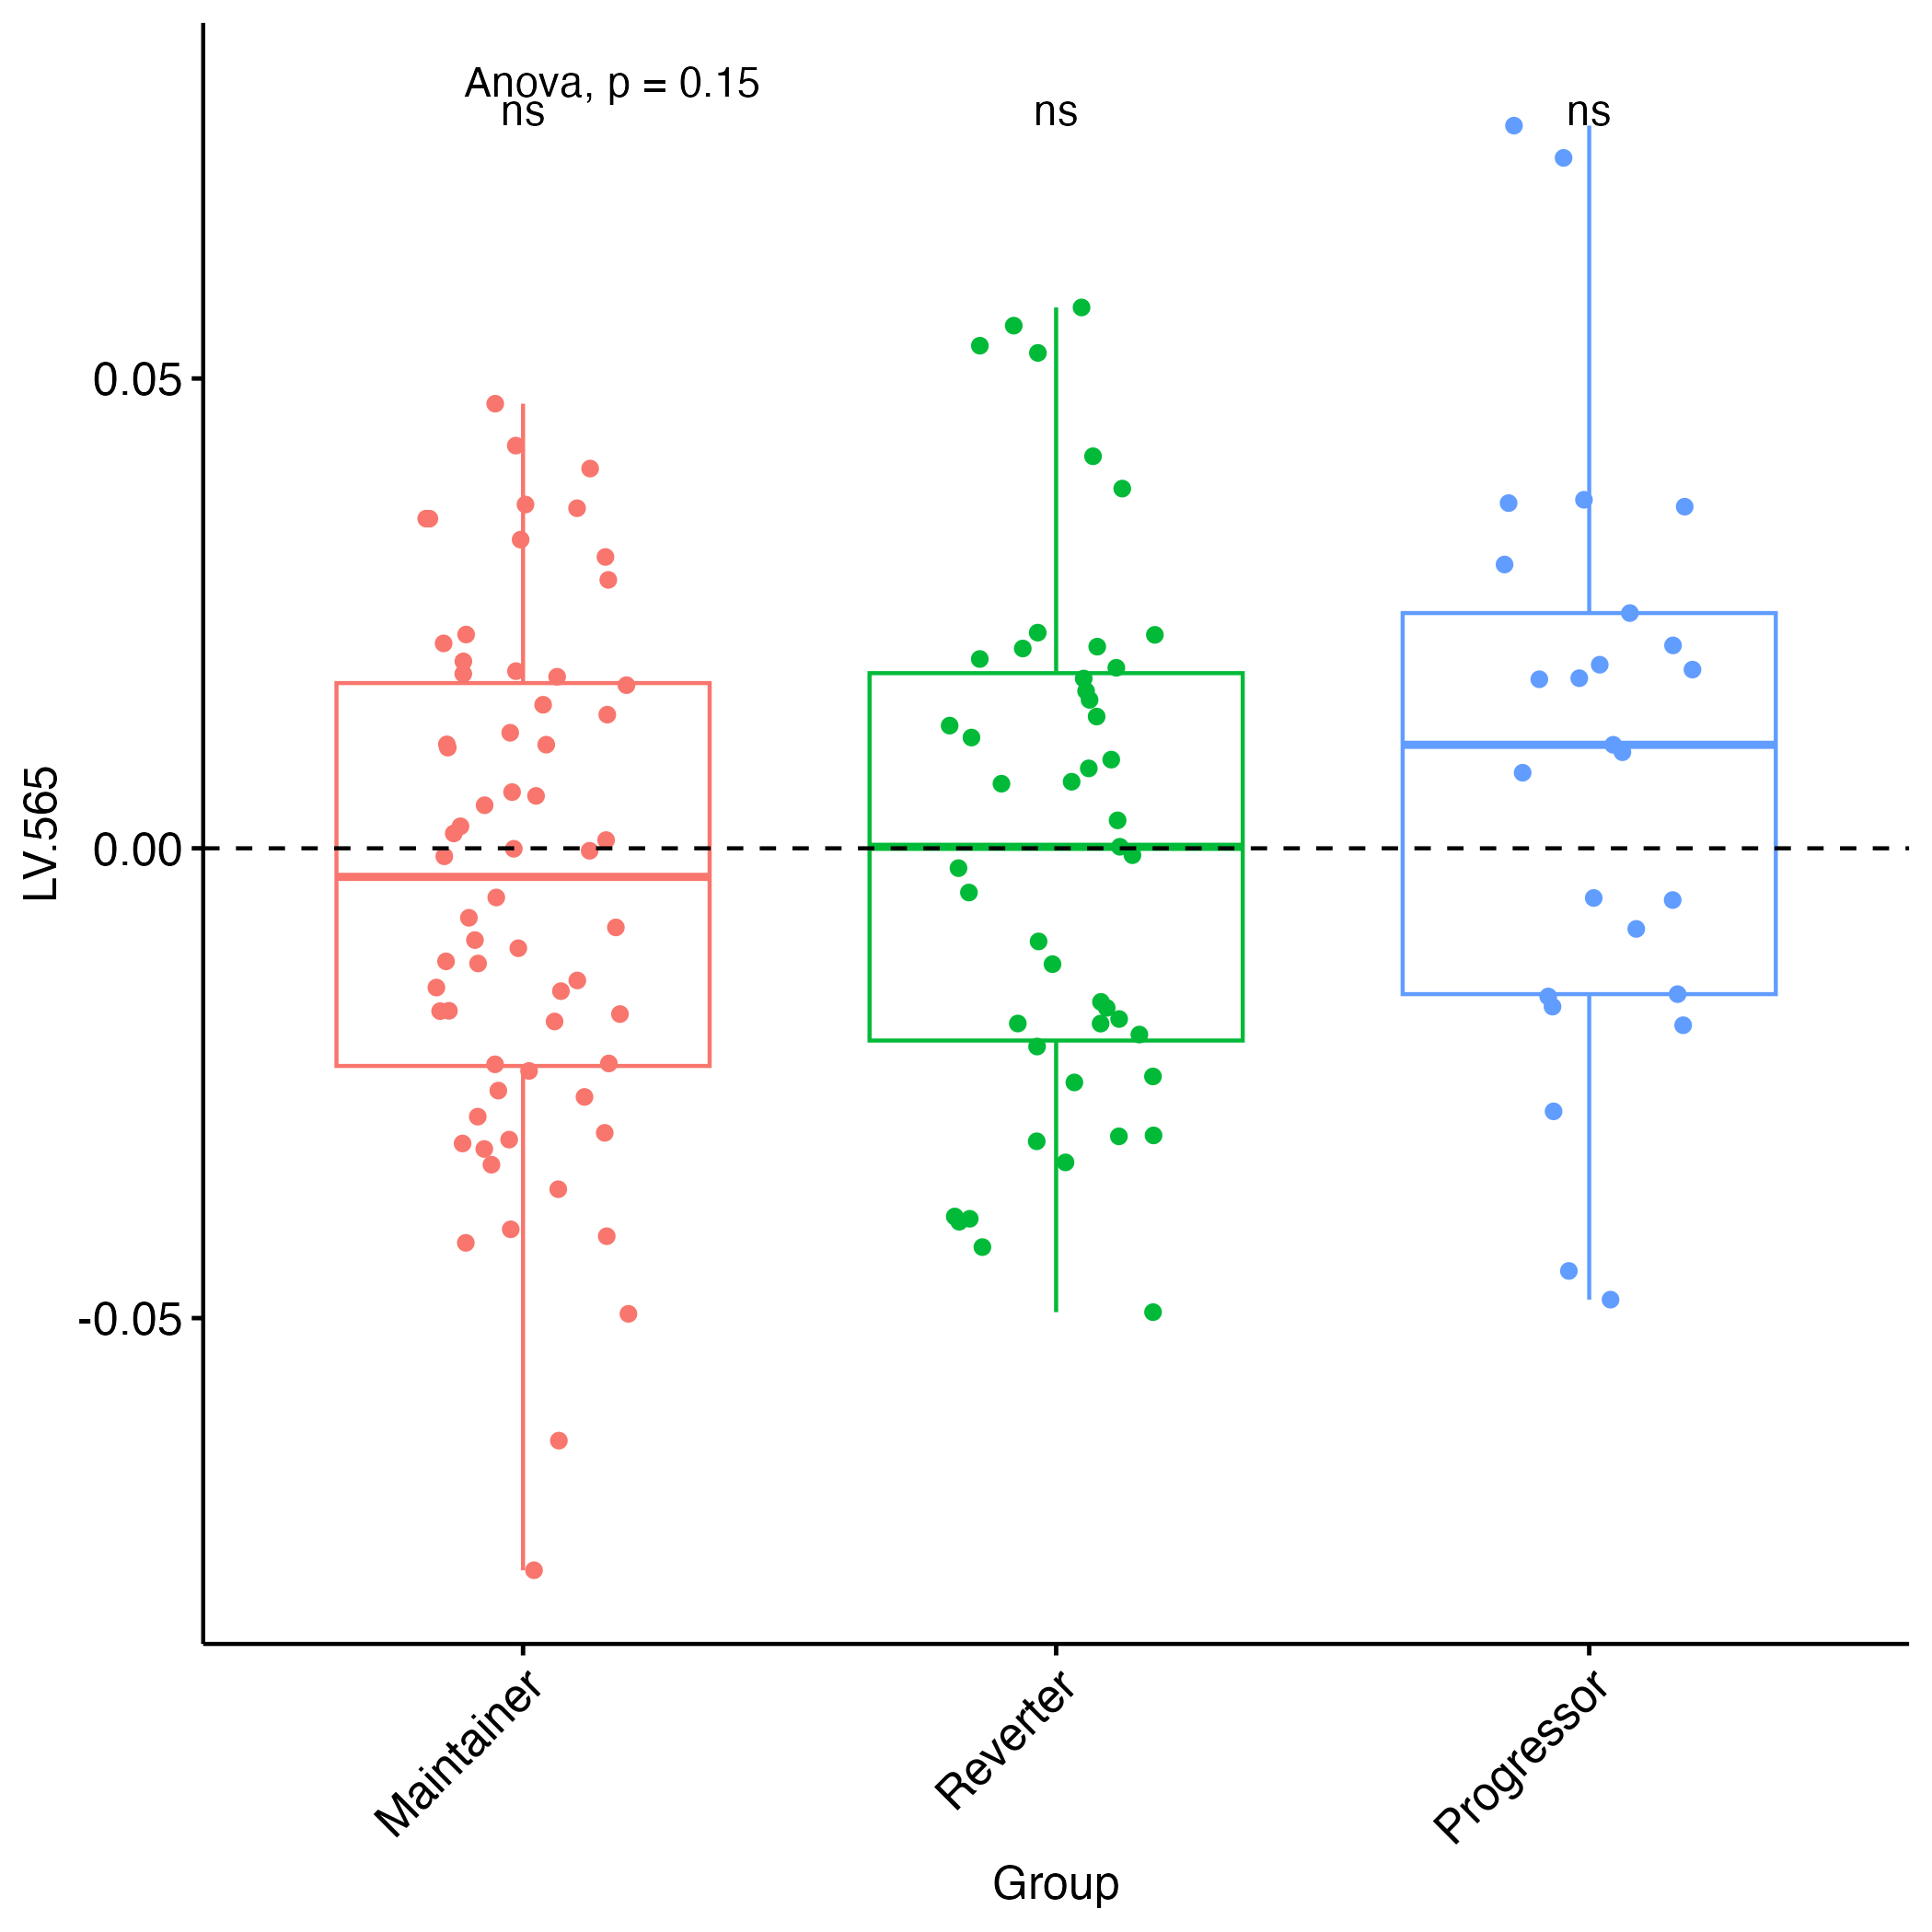 Anova, p = 0.15
ns
ns
ns
0.05
0.00
-0.05
LV.565
Maintainer
Reverter
Progressor
Group